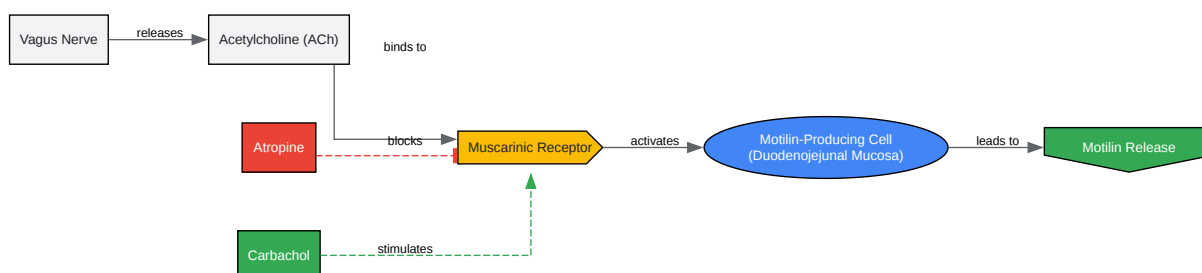 Vagus Nerve
releases
Acetylcholine (ACh)
binds to
Atropine
blocks
Muscarinic Receptor
activates
Motilin-Producing Cell
(Duodenojejunal Mucosa)
leads to
Motilin Release
Carbachol
stimulates